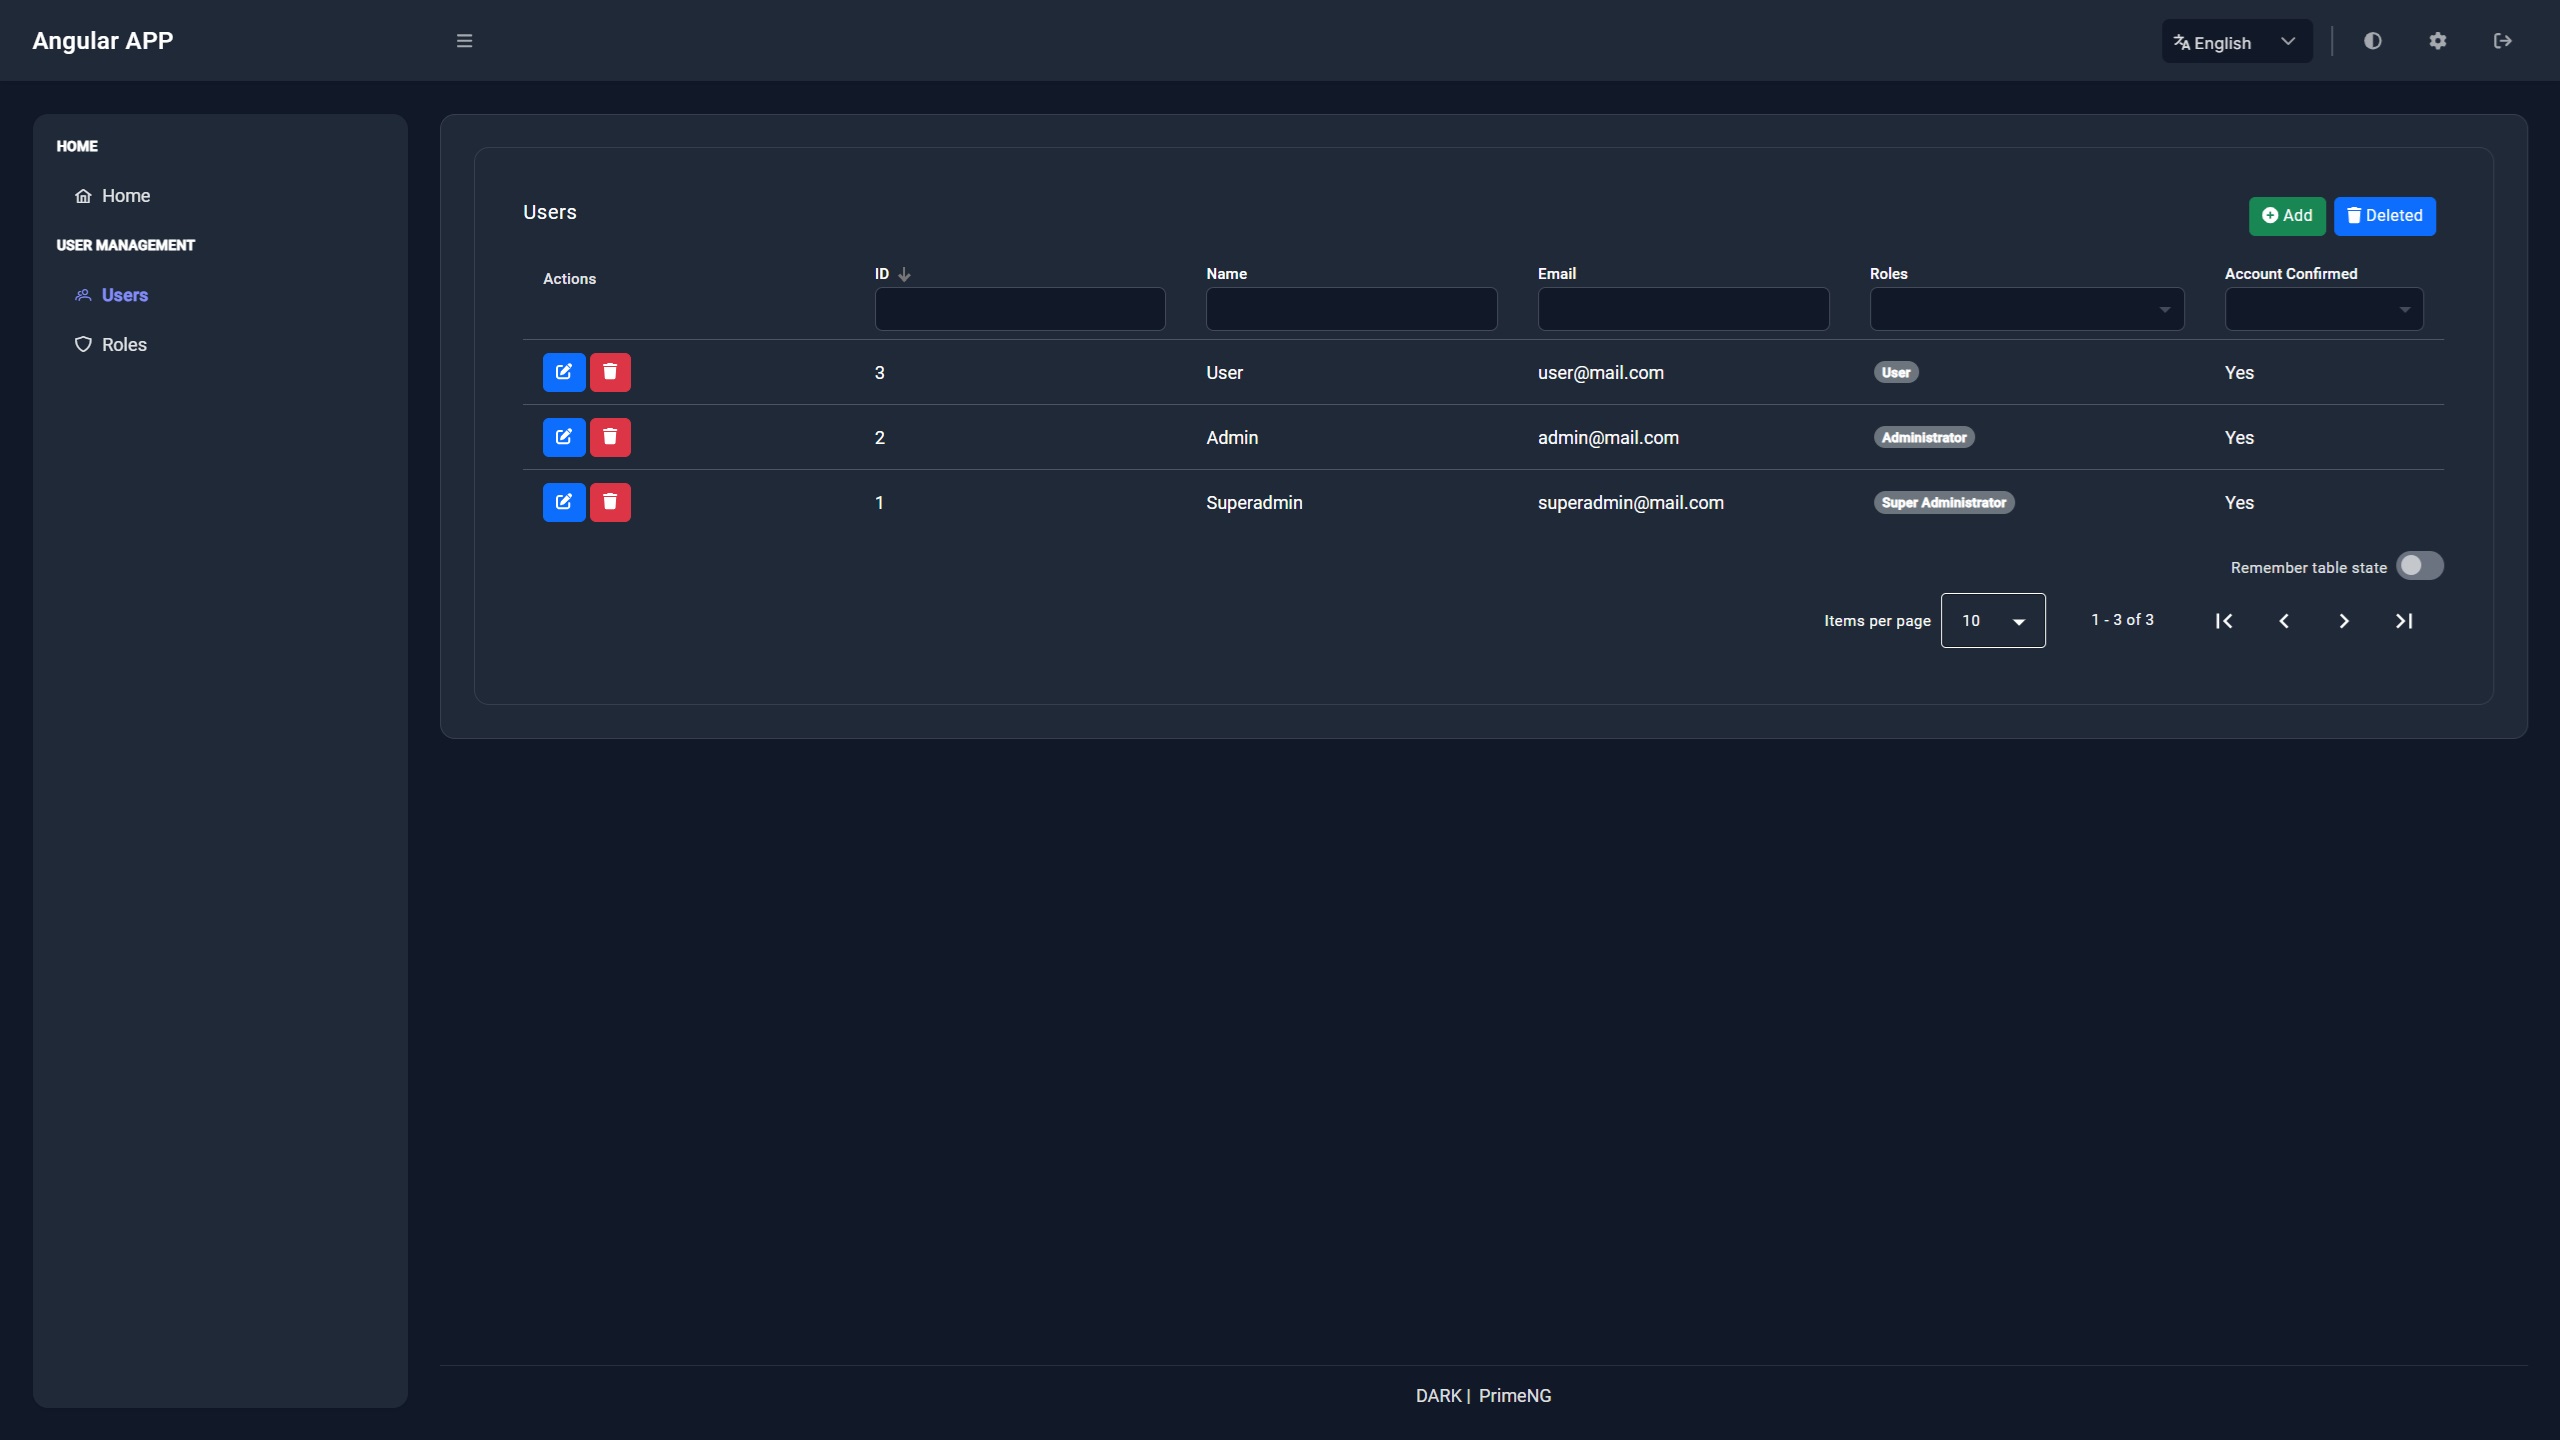 Angular APP
English
HOME
Home
USER MANAGEMENT
Users
Roles
Users
Add
Deleted
Actions
ID
Name
Email
Roles
Account Confirmed
3 User user@mail.com User Yes
2 Admin admin@mail.com Administrator Yes
1 Superadmin superadmin@mail.com Super Administrator Yes
Remember table state
Items per page 10 1 - 3 of 3
DARK | PrimeNG